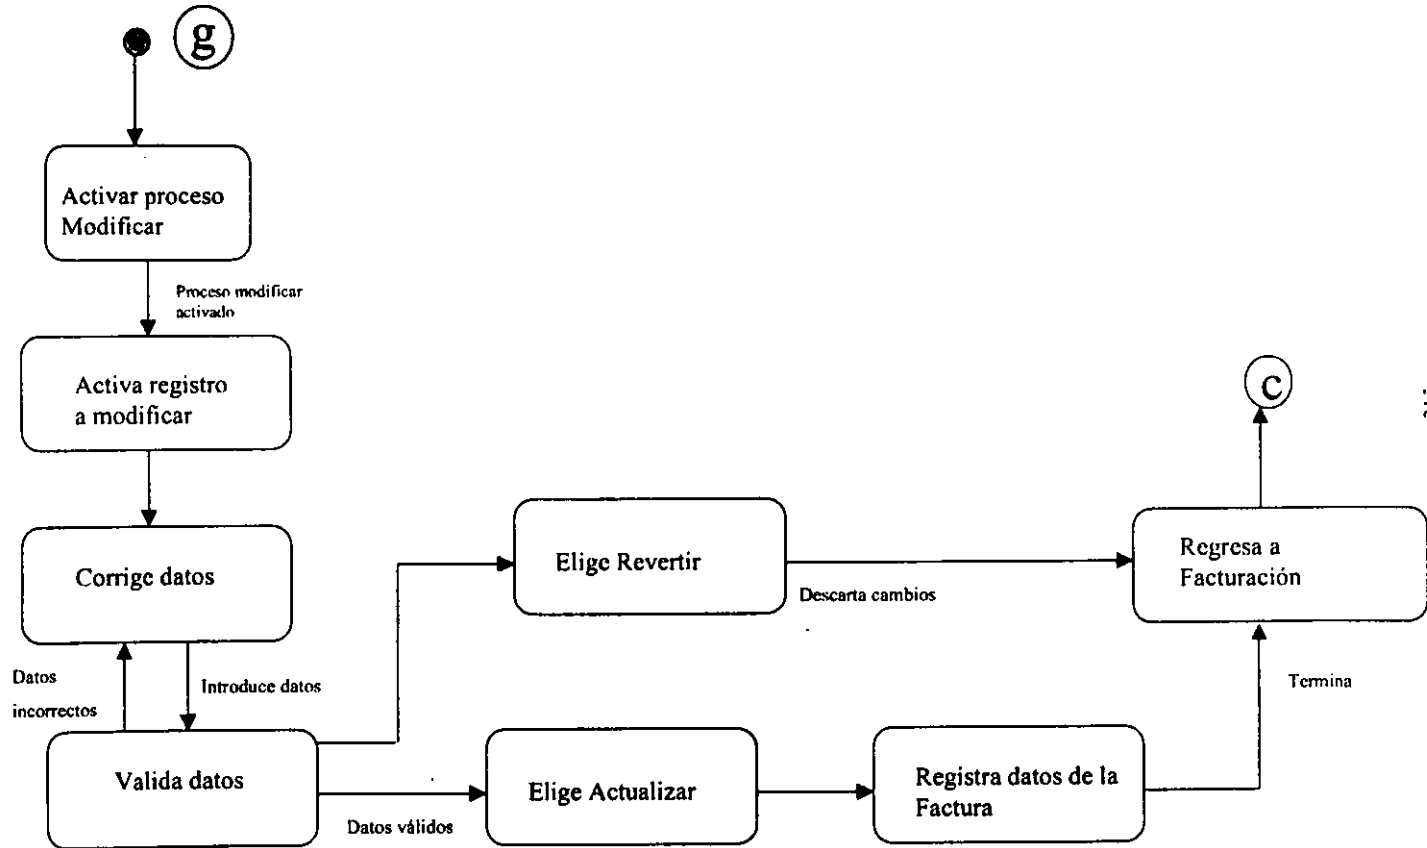 g
Activar proceso
Modificar
Proceso modificar
activado
Activa registro
a modificar
c
Corrige datos
Elige Revertir
Descarta cambios
Regresa a
Facturación
Datos
incorrectos
Introduce datos
Termina
Valida datos
Datos válidos
Elige Actualizar
Registra datos de la
Factura